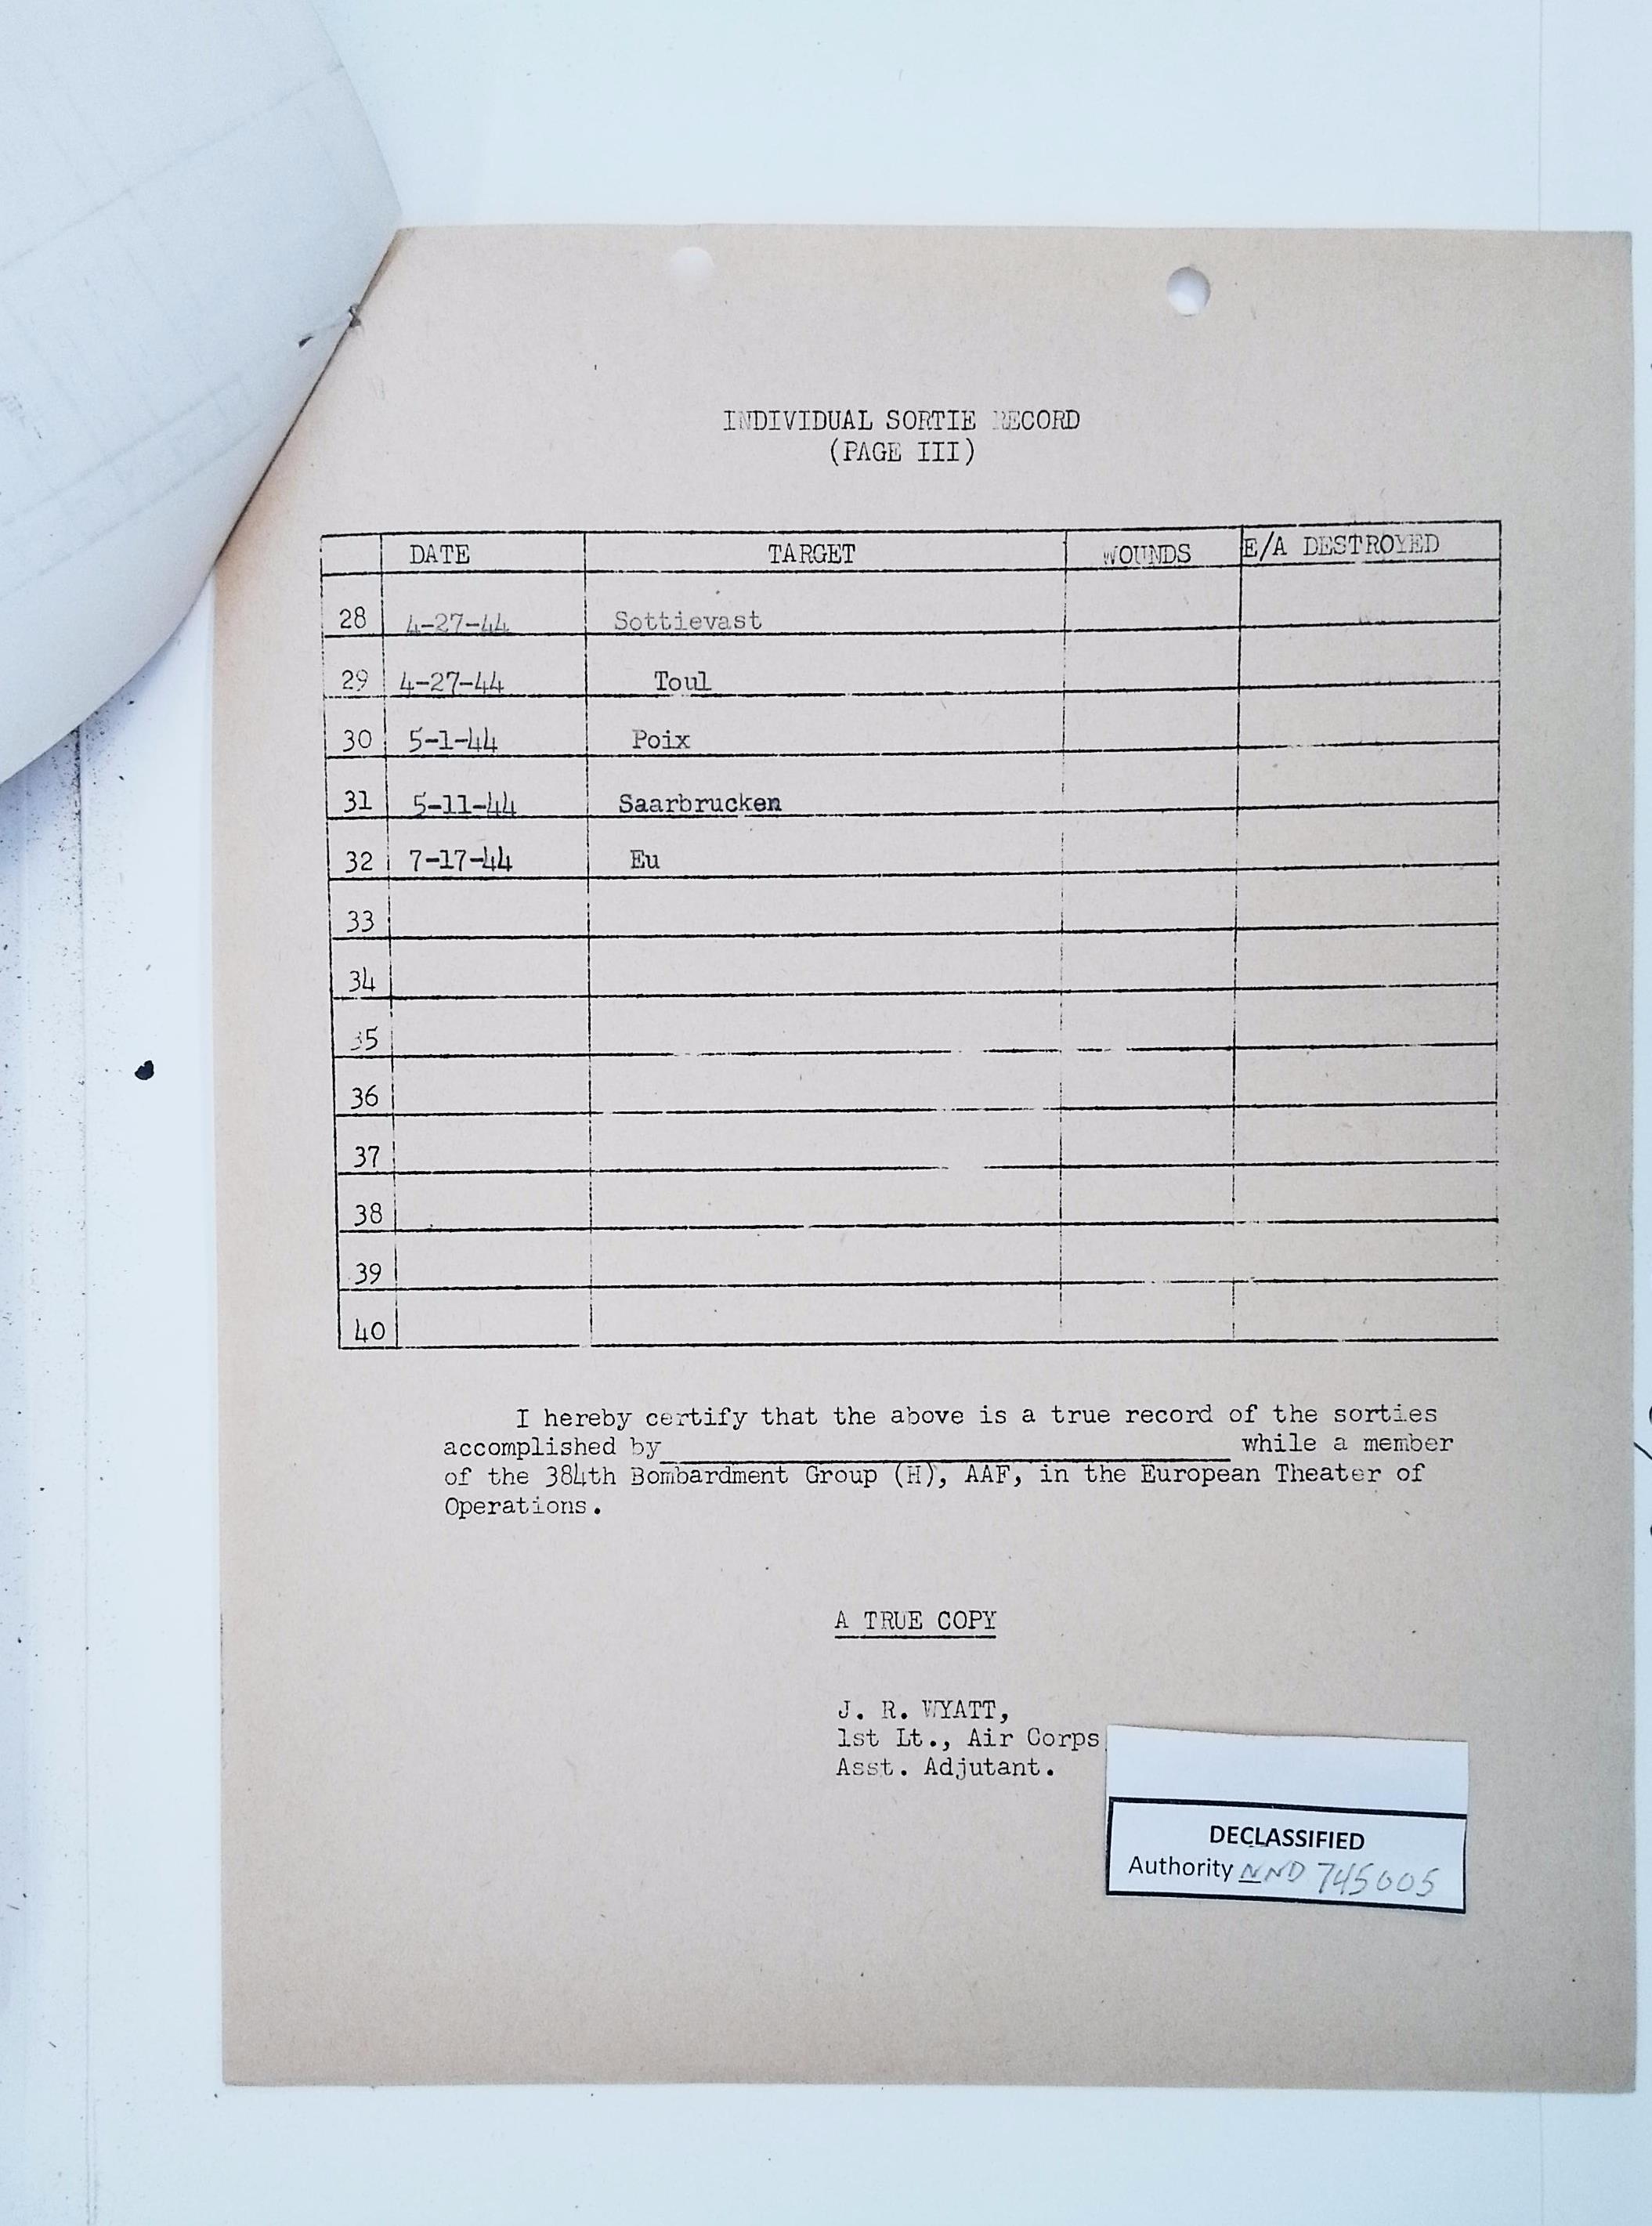 INDIVIDUAL SORTIE RECORD
(PAGE III)
DATE TARGET WOUNDS E/A DESTROYED
28 4-27-44 Sottievast
29 4-27-44 Toul
30 5-1-44 Poix
31 5-11-44 Saarbrucken
32 7-17-44 Eu
33
34
35
36
37
38
39
40
I hereby certify that the above is a true record of the sorties
accomplished by while a member
of the 384th Bombardment Group (H), AAF, in the European Theater of
Operations.
A TRUE COPY
J. R. WYATT,
1st Lt., Air Corps
Asst. Adjutant.
DECLASSIFIED
Authority NND 745005